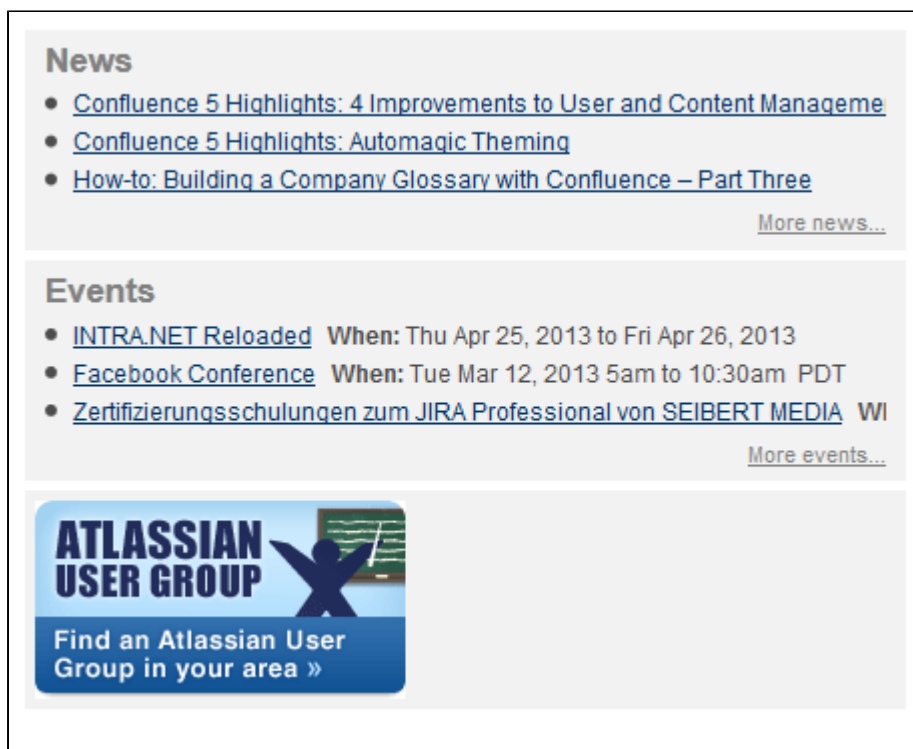 News
Confluence 5 Highlights: 4 Improvements to User and Content
Confluence 5 Highlights: Automagic Theming
How-to: Building a Company Glossary with Confluence – Part Three
More news...
Events
INTRA.NET Reloaded When: Thu Apr 25, 2013 to Fri Apr 26, 2013
Facebook Conference When: Tue Mar 12, 2013 5am to 10:30am PDT
Zertifizierungsschulungen zum JIRA Professional von SEIBERT MEDIA
More events...
ATLASSIAN
USER GROUP
Find an Atlassian User
Group in your area »